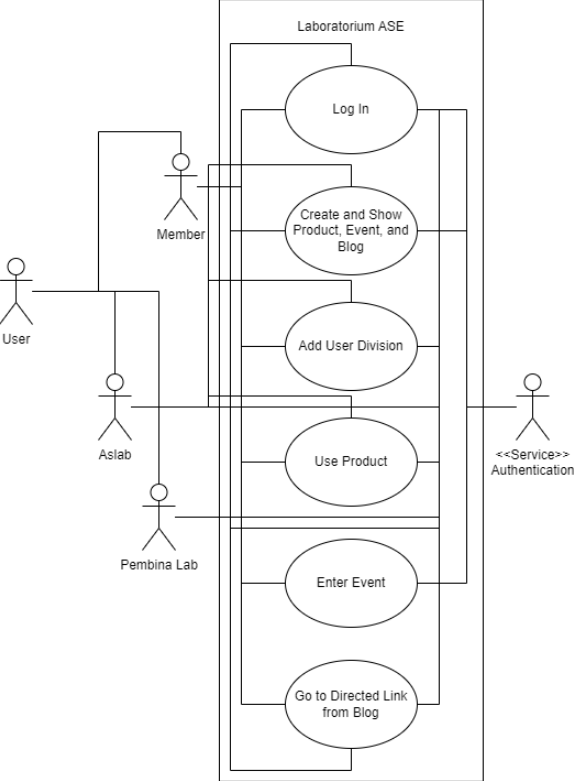 Laboratorium ASE
Log In
Member
Create and Show
Product, Event, and
Blog
User
Add User Division
Aslab
<<Service>>
Authentication
Use Product
Pembina Lab
Enter Event
Go to Directed Link
from Blog